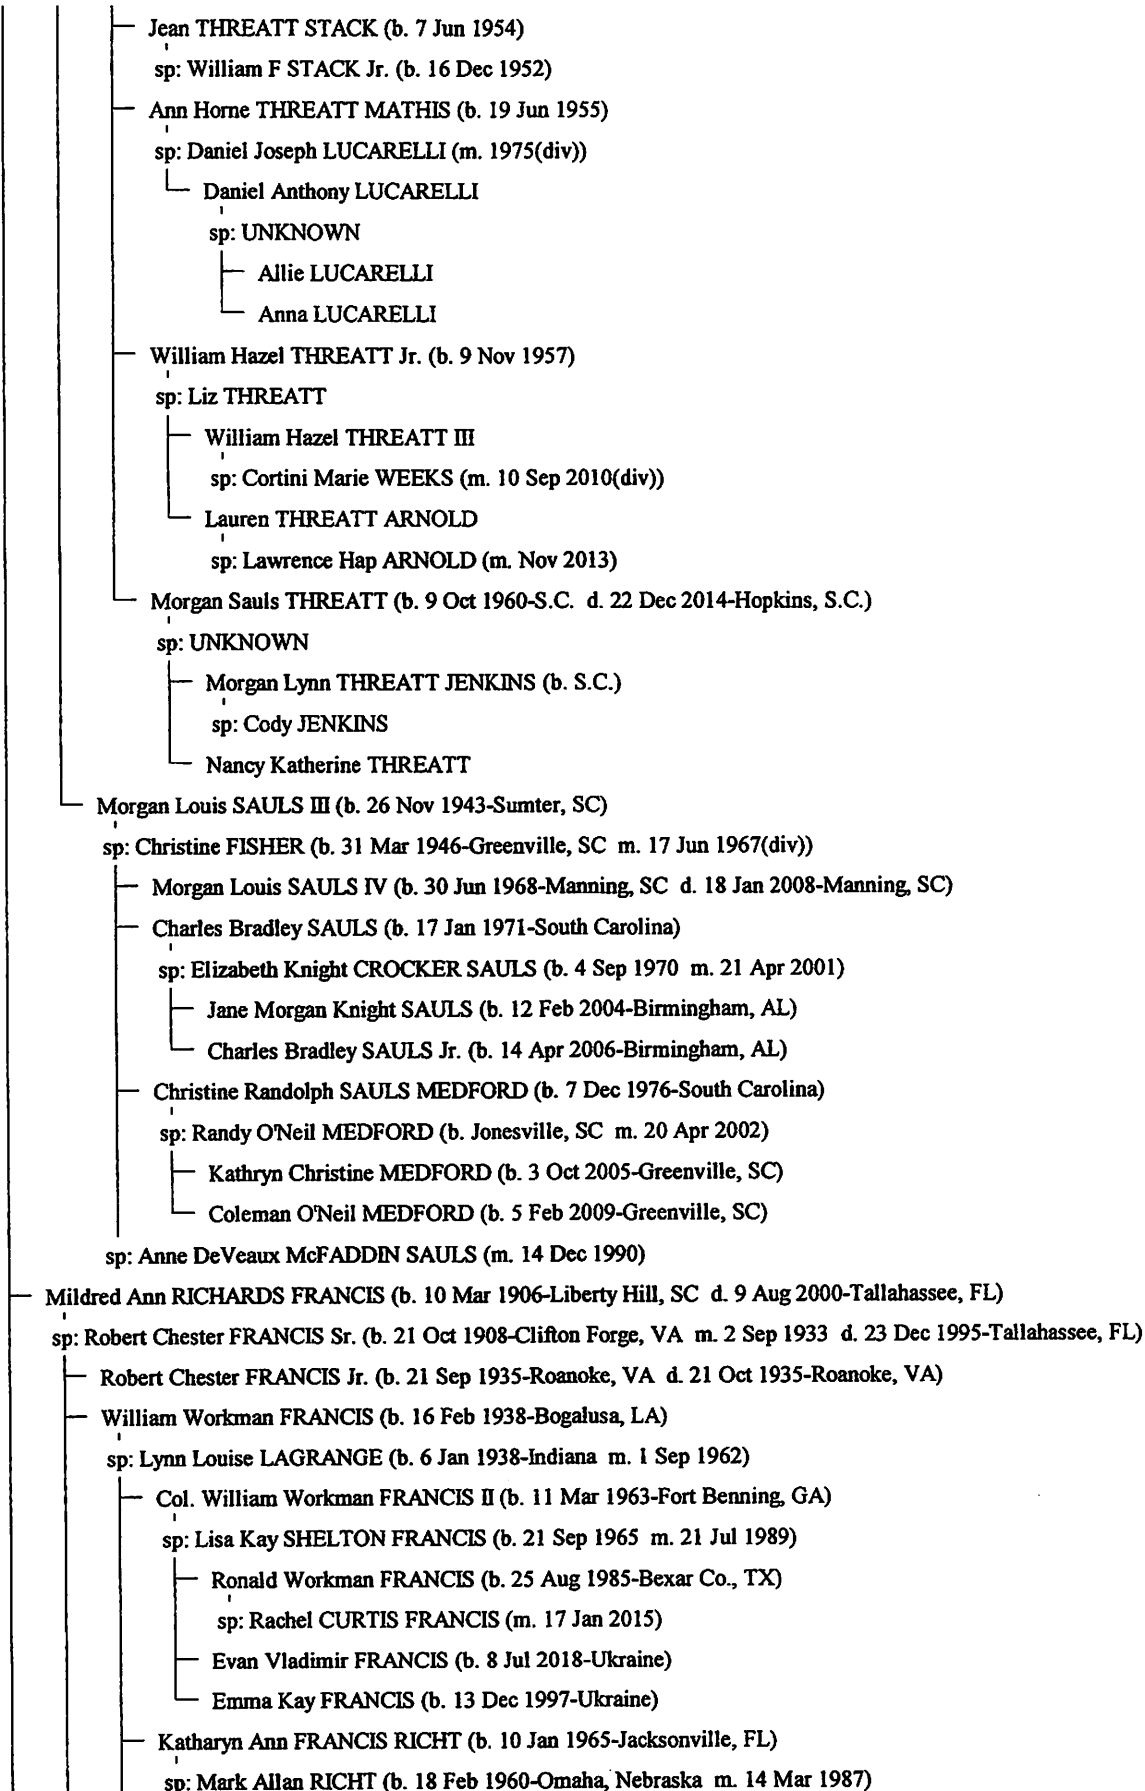 Jean THREATT STACK (b. 7 Jun 1954)
sp: William F STACK Jr. (b. 16 Dec 1952)
Ann Horne THREATT MATHIS (b. 19 Jun 1955)
sp: Daniel Joseph LUCARELLI (m. 1975(div))
Daniel Anthony LUCARELLI
sp: UNKNOWN
Allie LUCARELLI
Anna LUCARELLI
William Hazel THREATT Jr. (b. 9 Nov 1957)
sp: Liz THREATT
William Hazel THREATT III
sp: Cortini Marie WEEKS (m. 10 Sep 2010(div))
Lauren THREATT ARNOLD
sp: Lawrence Hap ARNOLD (m. Nov 2013)
Morgan Sauls THREATT (b. 9 Oct 1960-S.C. d. 22 Dec 2014-Hopkins, S.C.)
sp: UNKNOWN
Morgan Lynn THREATT JENKINS (b. S.C.)
sp: Cody JENKINS
Nancy Katherine THREATT
Morgan Louis SAULS III (b. 26 Nov 1943-Sumter, SC)
sp: Christine FISHER (b. 31 Mar 1946-Greenville, SC m. 17 Jun 1967(div))
Morgan Louis SAULS IV (b. 30 Jun 1968-Manning, SC d. 18 Jan 2008-Manning, SC)
Charles Bradley SAULS (b. 17 Jan 1971-South Carolina)
sp: Elizabeth Knight CROCKER SAULS (b. 4 Sep 1970 m. 21 Apr 2001)
Jane Morgan Knight SAULS (b. 12 Feb 2004-Birmingham, AL)
Charles Bradley SAULS Jr. (b. 14 Apr 2006-Birmingham, AL)
Christine Randolph SAULS MEDFORD (b. 7 Dec 1976-South Carolina)
sp: Randy O'Neil MEDFORD (b. Jonesville, SC m. 20 Apr 2002)
Kathryn Christine MEDFORD (b. 3 Oct 2005-Greenville, SC)
Coleman O'Neil MEDFORD (b. 5 Feb 2009-Greenville, SC)
sp: Anne DeVeaux McFADDIN SAULS (m. 14 Dec 1990)
Mildred Ann RICHARDS FRANCIS (b. 10 Mar 1906-Liberty Hill, SC d. 9 Aug 2000-Tallahassee, FL)
sp: Robert Chester FRANCIS Sr. (b. 21 Oct 1908-Clifton Forge, VA m. 2 Sep 1933 d. 23 Dec 1995-Tallahassee, FL)
Robert Chester FRANCIS Jr. (b. 21 Sep 1935-Roanoke, VA d. 21 Oct 1935-Roanoke, VA)
William Workman FRANCIS (b. 16 Feb 1938-Bogalusa, LA)
sp: Lynn Louise LAGRANGE (b. 6 Jan 1938-Indiana m. 1 Sep 1962)
Col. William Workman FRANCIS II (b. 11 Mar 1963-Fort Benning, GA)
sp: Lisa Kay SHELTON FRANCIS (b. 21 Sep 1965 m. 21 Jul 1989)
Ronald Workman FRANCIS (b. 25 Aug 1985-Bexar Co., TX)
sp: Rachel CURTIS FRANCIS (m. 17 Jan 2015)
Evan Vladimir FRANCIS (b. 8 Jul 2018-Ukraine)
Emma Kay FRANCIS (b. 13 Dec 1997-Ukraine)
Katharyn Ann FRANCIS RICHT (b. 10 Jan 1965-Jacksonville, FL)
sp: Mark Allan RICHT (b. 18 Feb 1960-Omaha, Nebraska m. 14 Mar 1987)